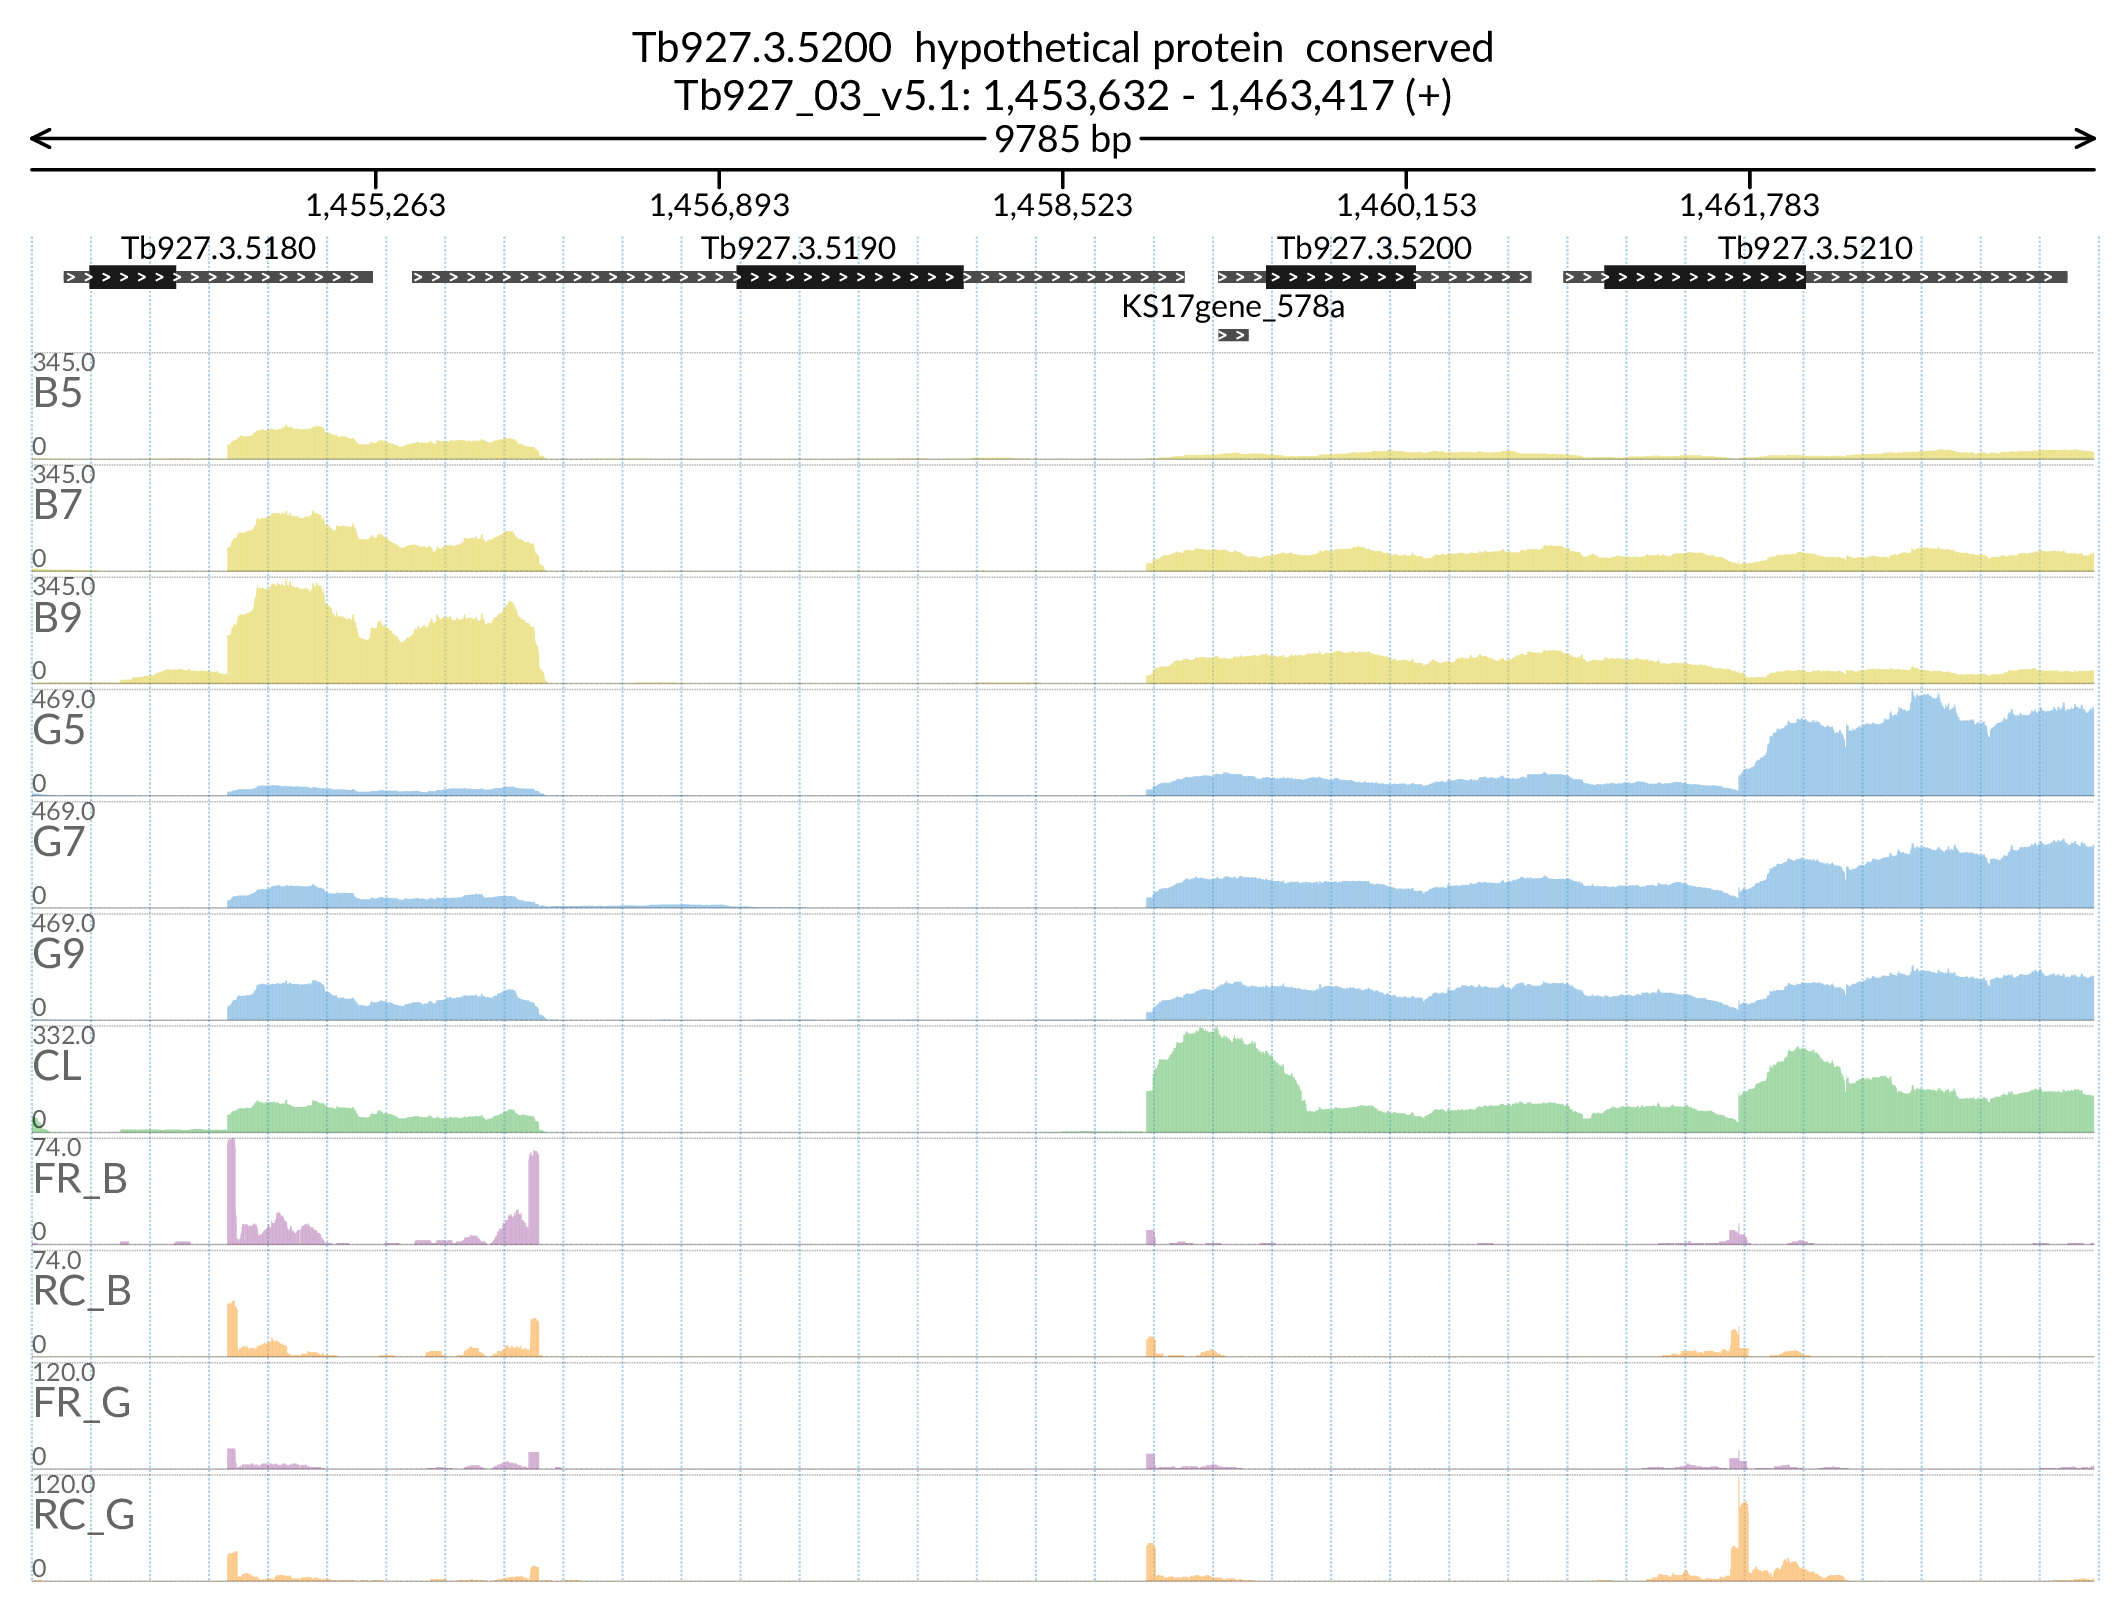 Tb927.3.5200  hypothetical protein  conserved
Tb927_03_v5.1: 1,453,632 - 1,463,417 (+)
9785 bp
1,455,263 1,456,893 1,458,523 1,460,153 1,461,783
Tb927.3.5180 Tb927.3.5190 Tb927.3.5200 Tb927.3.5210
KS17gene_578a
345.0
B5
0
345.0
B7
0
345.0
B9
0
469.0
G5
0
469.0
G7
0
469.0
G9
0
332.0
CL
0
74.0
FR_B
0
74.0
RC_B
0
120.0
FR_G
0
120.0
RC_G
0